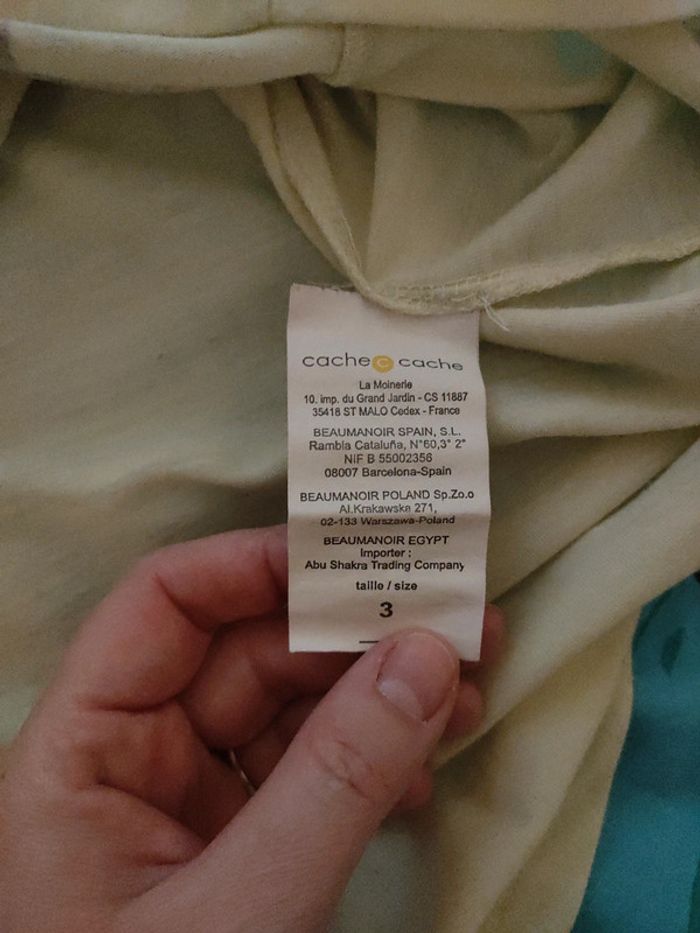 cache c cache
La Moinerie
10. imp. du Grand Jardin - CS 11887
35418 ST MALO Cedex - France
BEAUMANOIR SPAIN, S.L.
Rambla Cataluña, N°60,3° 2°
NIF B 55002356
08007 Barcelona-Spain
BEAUMANOIR POLAND Sp.Zo.o
Al.Krakawska 271,
02-133 Warszawa-Poland
BEAUMANOIR EGYPT
Importer :
Abu Shakra Trading Company
taille / size
3